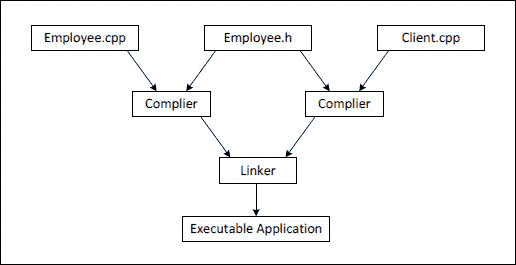 Employee.cpp
Employee.h
Client.cpp
Complier
Complier
Linker
Executable Application